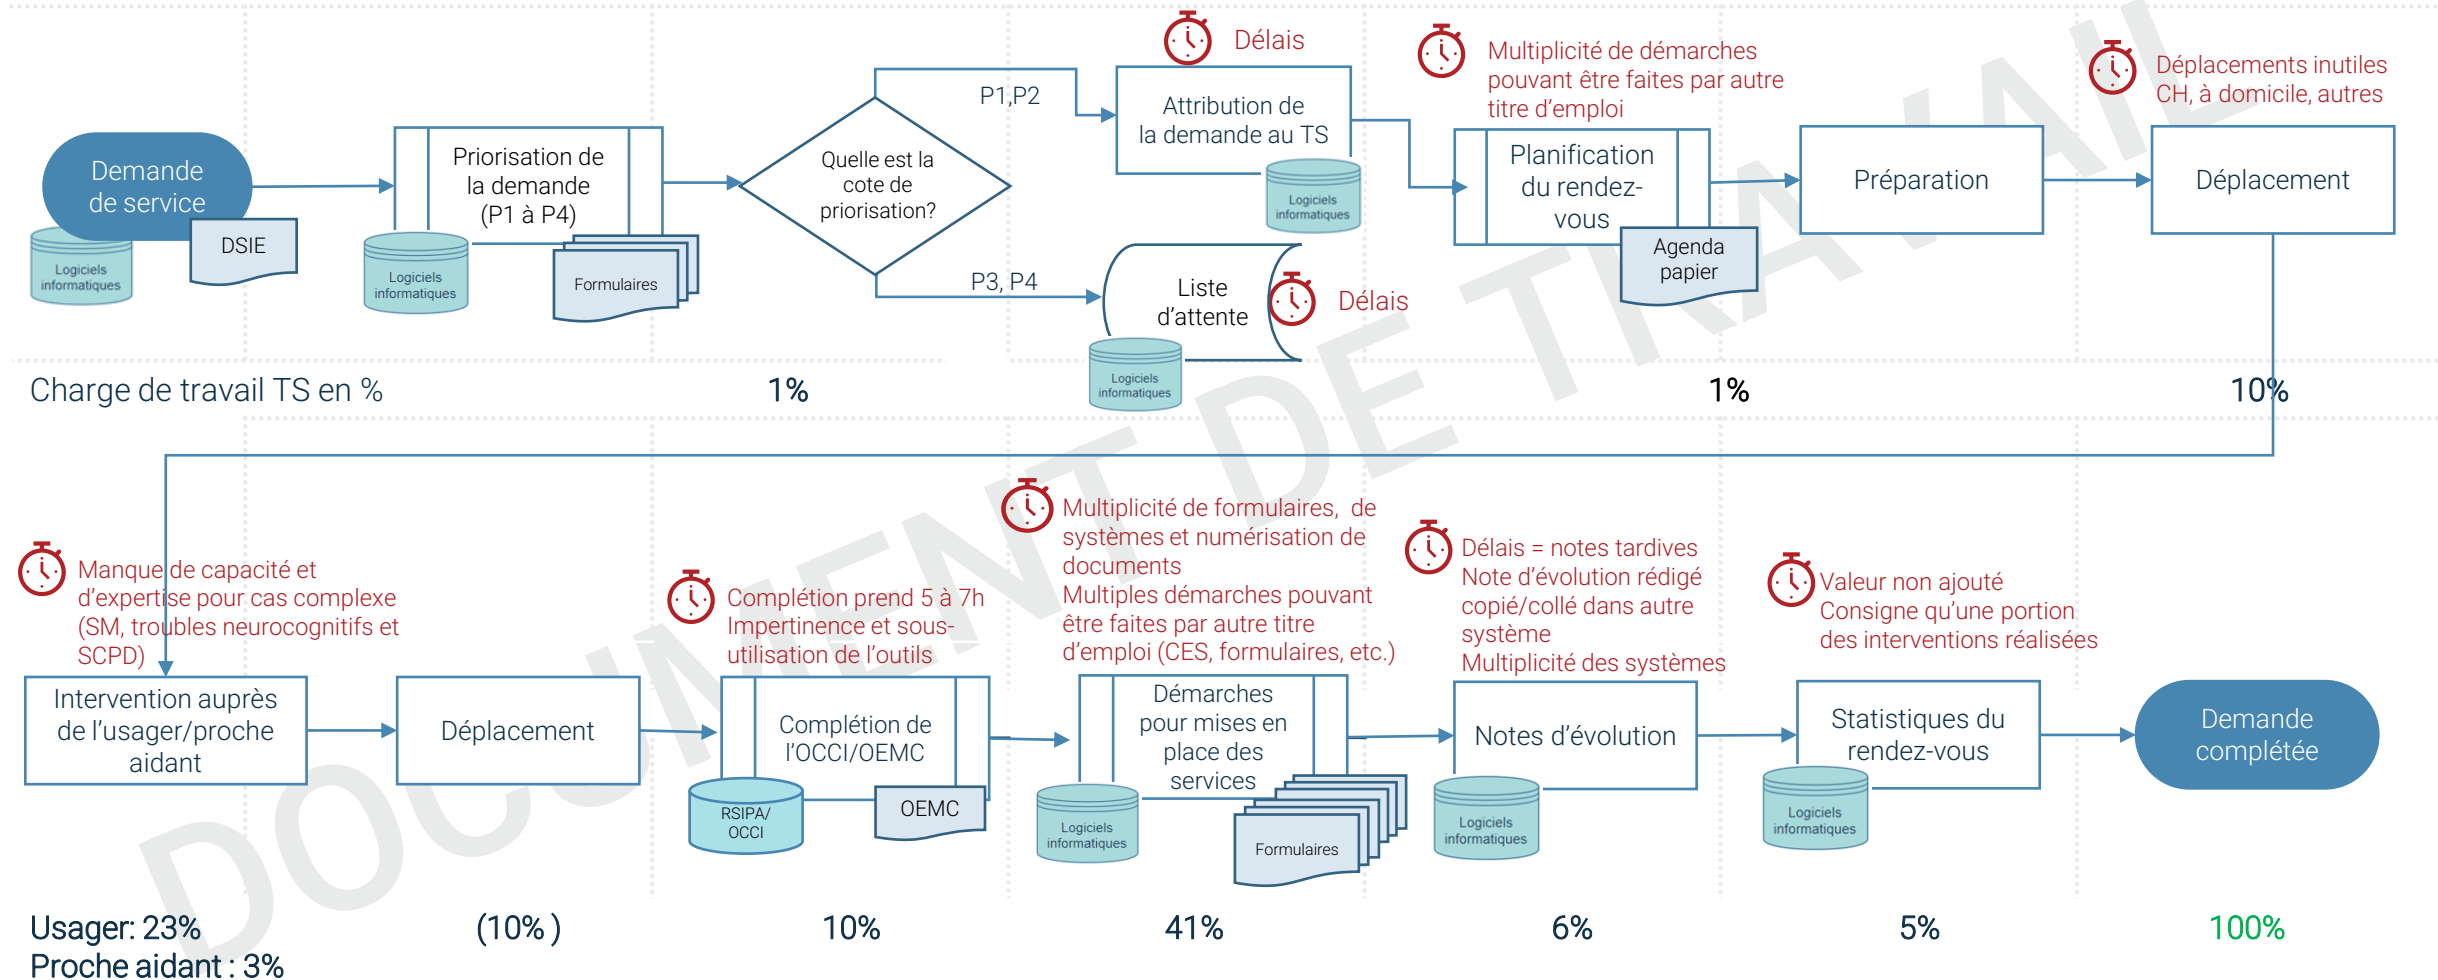 Délais
Multiplicité de démarches
pouvant être faites par autre
titre d'emploi
Déplacements inutiles
CH, à domicile, autres
Demande
de service
Logiciels
informatiques
DSIE
Priorisation de
la demande
(P1 à P4)
Logiciels
informatiques
Formulaires
Quelle est la
cote de
priorisation?
P1,P2
P3, P4
Attribution de
la demande au TS
Logiciels
informatiques
Liste
d'attente
Délais
Logiciels
informatiques
Planification
du rendez-
vous
Agenda
papier
Préparation
Déplacement
Charge de travail TS en %
1%
1%
10%
Manque de capacité et
d'expertise pour cas complexe
(SM, troubles neurocognitifs et
SCPD)
Complétion prend 5 à 7h
Impertinence et sous-
utilisation de l'outils
Multiplicité de formulaires, de
systèmes et numérisation de
documents
Multiples démarches pouvant
être faites par autre titre
d'emploi (CES, formulaires, etc.)
Délais = notes tardives
Note d'évolution rédigé
copié/collé dans autre
système
Multiplicité des systèmes
Valeur non ajouté
Consigne qu'une portion
des interventions réalisées
Intervention auprès
de l'usager/proche
aidant
Déplacement
Complétion de
l'OCCI/OEMC
RSIPA/
OCCI
OEMC
Démarches
pour mises en
place des
services
Logiciels
informatiques
Formulaires
Notes d'évolution
Logiciels
informatiques
Statistiques du
rendez-vous
Logiciels
informatiques
Demande
complétée
Usager: 23%
Proche aidant : 3%
(10% )
10%
41%
6%
5%
100%
DOCUMENT DE TRAVAIL